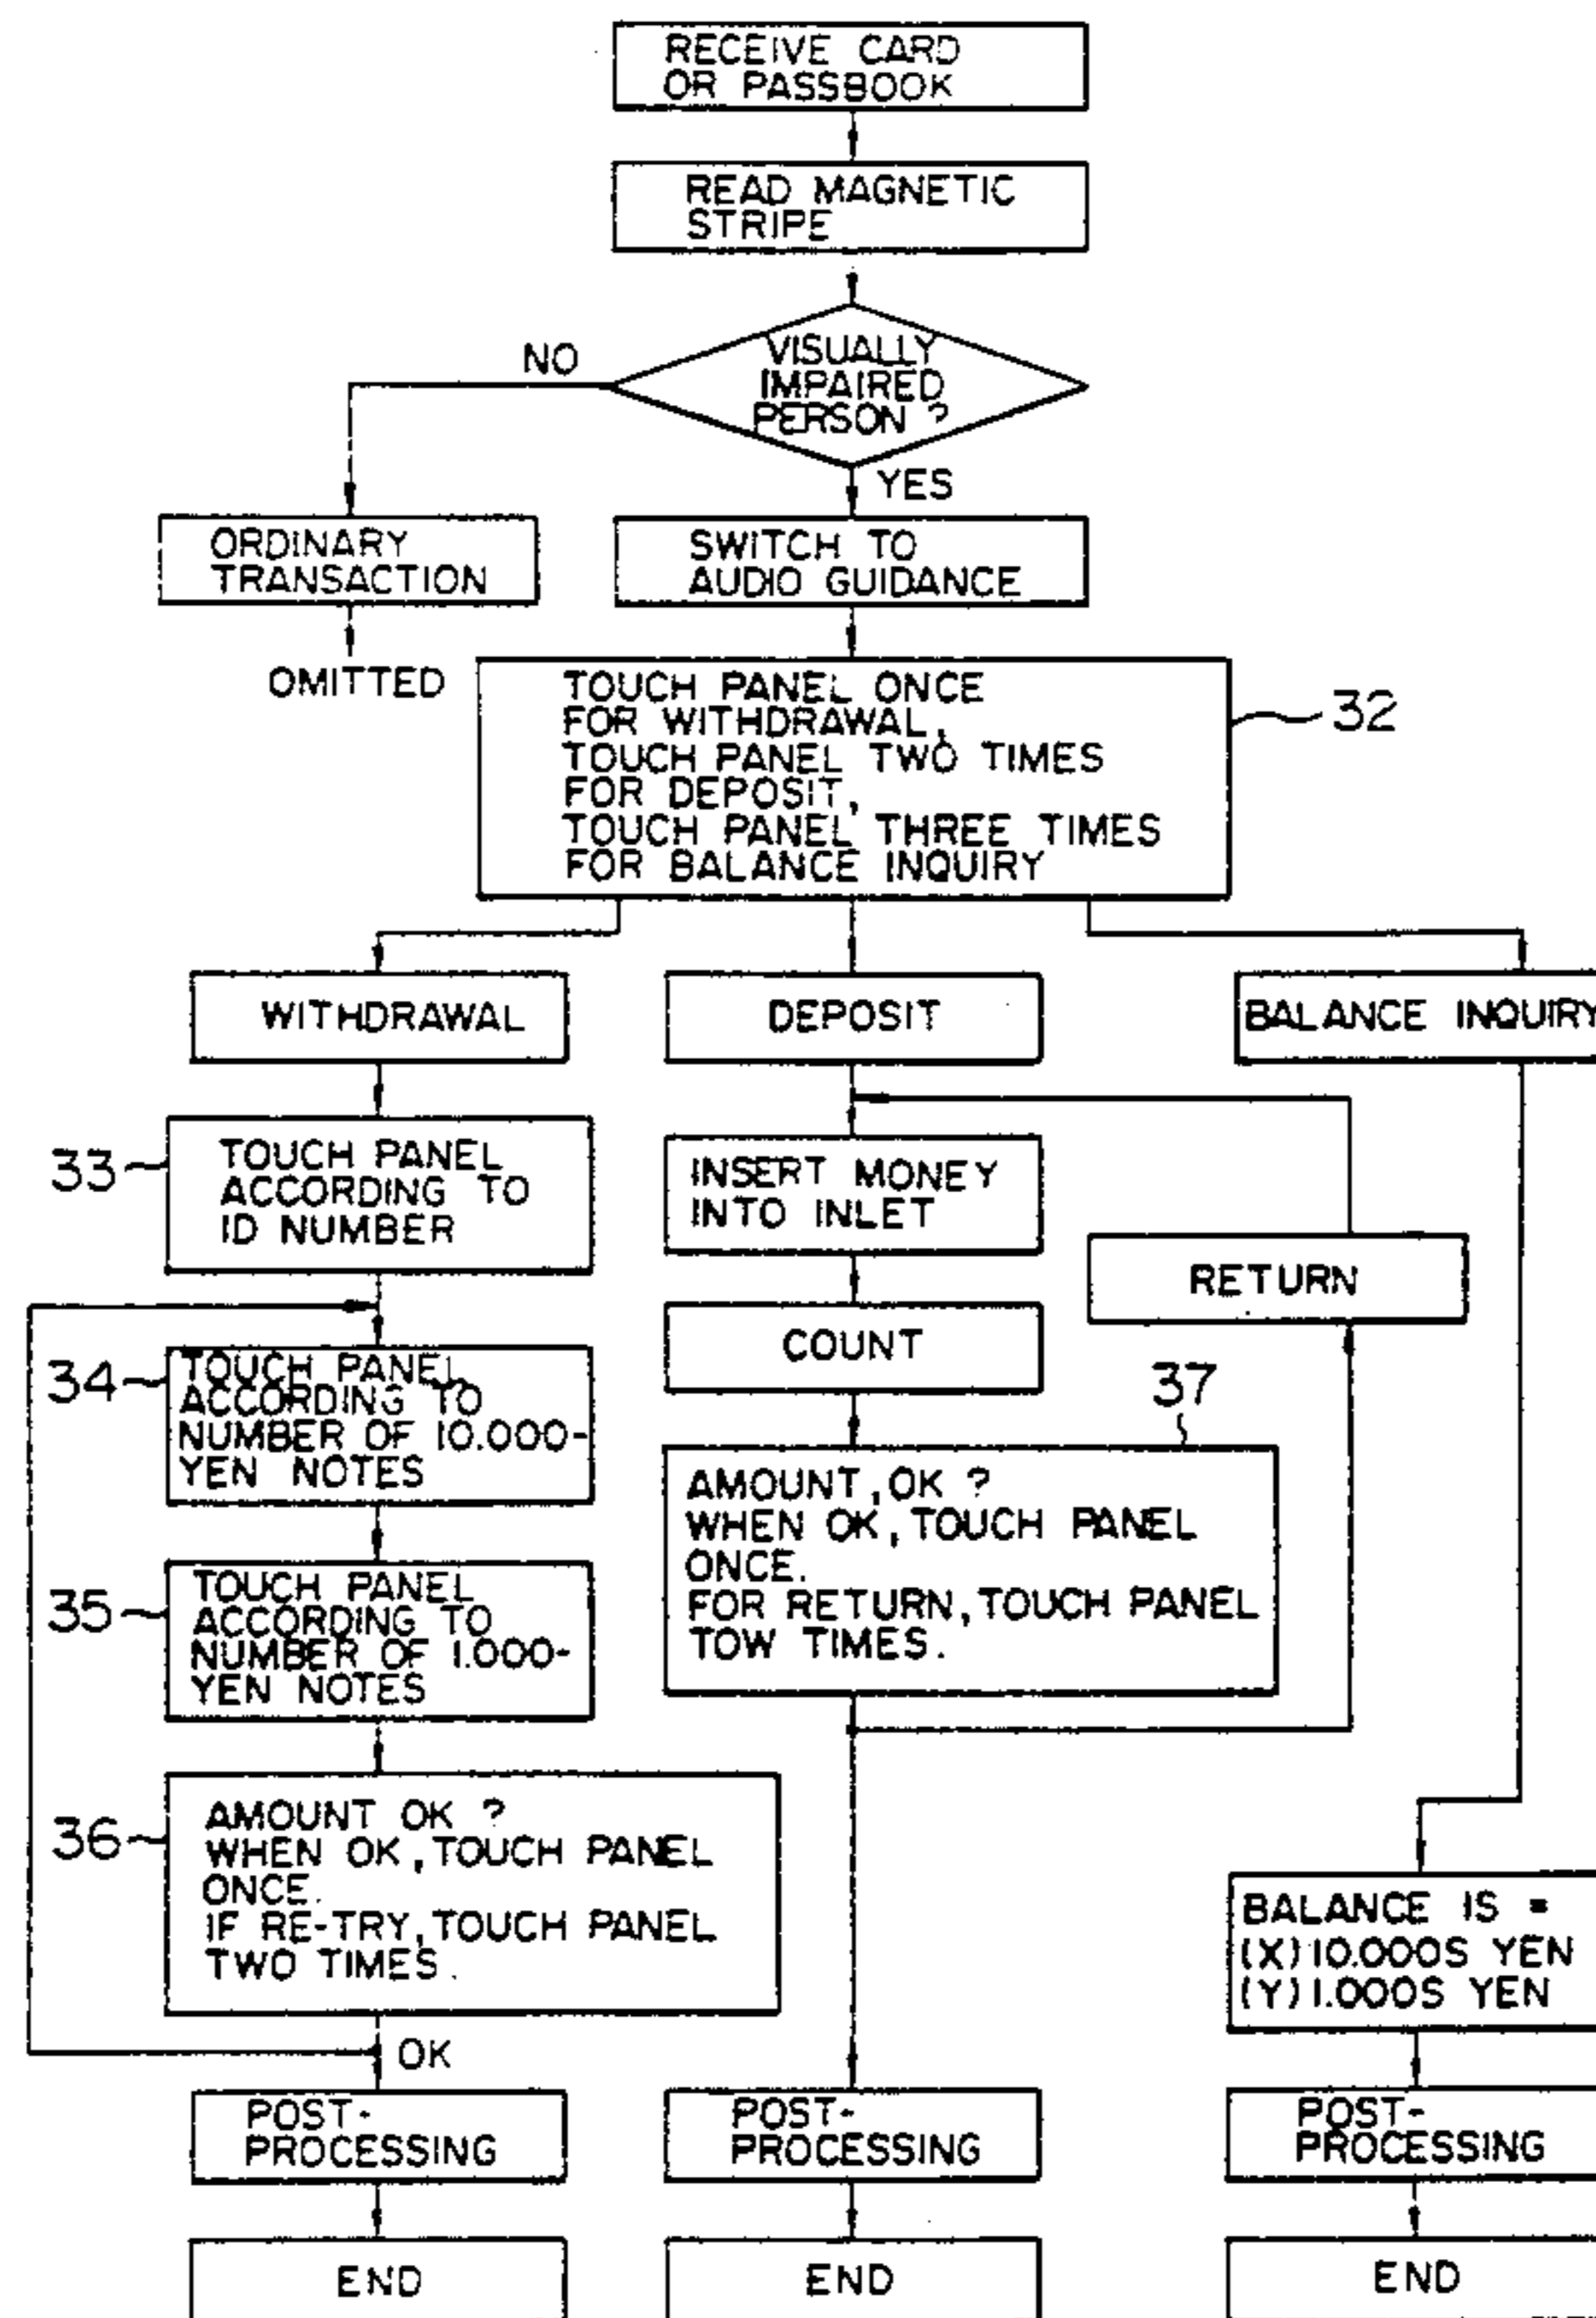 RECEIVE CARD
OR PASSBOOK
READ MAGNETIC
STRIPE
VISUALLY
IMPAIRED
PERSON ?
NO
YES
ORDINARY
TRANSACTION
OMITTED
SWITCH TO
AUDIO GUIDANCE
TOUCH PANEL ONCE
FOR WITHDRAWAL,
TOUCH PANEL TWO TIMES
FOR DEPOSIT,
TOUCH PANEL THREE TIMES
FOR BALANCE INQUIRY
32
WITHDRAWAL
33
TOUCH PANEL
ACCORDING TO
ID NUMBER
34
TOUCH PANEL
ACCORDING TO
NUMBER OF 10.000-
YEN NOTES
35
TOUCH PANEL
ACCORDING TO
NUMBER OF 1.000-
YEN NOTES
36
AMOUNT OK ?
WHEN OK, TOUCH PANEL
ONCE.
IF RE-TRY, TOUCH PANEL
TWO TIMES.
OK
POST-
PROCESSING
END
DEPOSIT
INSERT MONEY
INTO INLET
COUNT
RETURN
37
AMOUNT, OK ?
WHEN OK, TOUCH PANEL
ONCE.
FOR RETURN, TOUCH PANEL
TOW TIMES.
POST-
PROCESSING
END
BALANCE INQUIRY
BALANCE IS =
(X) 10.000S YEN
(Y) 1.000S YEN
POST-
PROCESSING
END